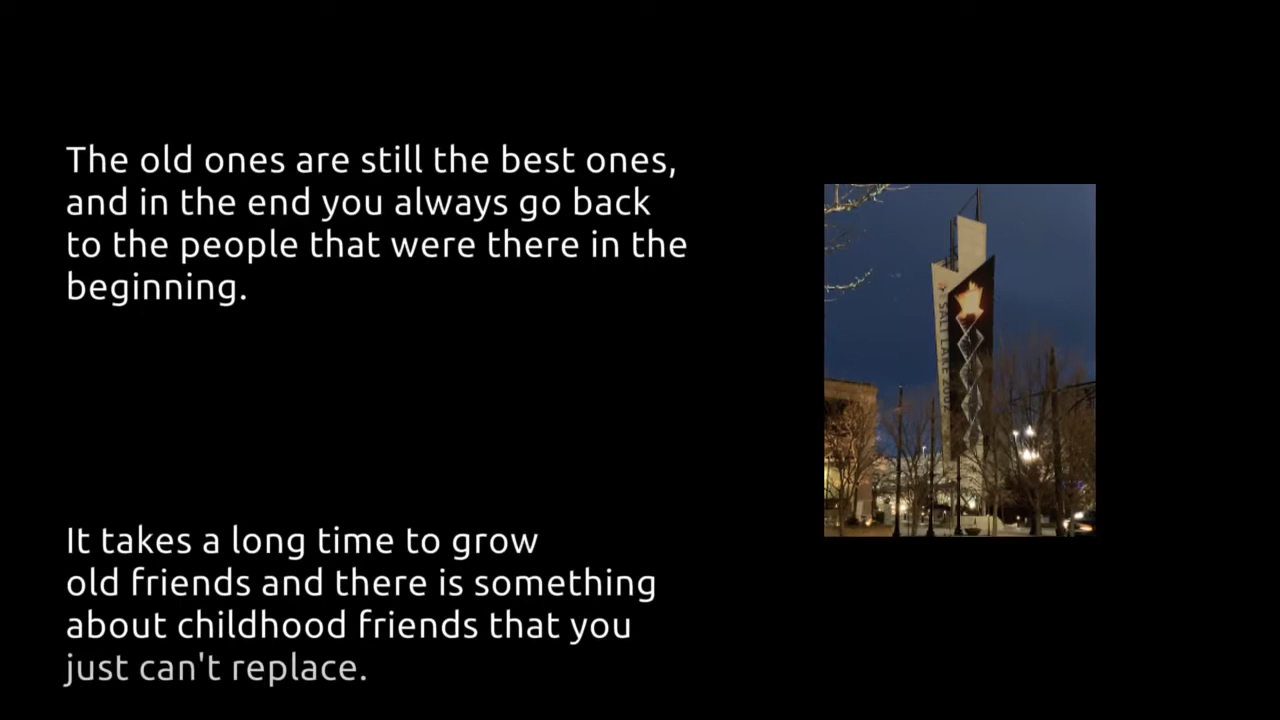 The old ones are still the best ones,
and in the end you always go back
to the people that were there in the
beginning.
It takes a long time to grow
old friends and there is something
about childhood friends that you
just can't replace.
SALT LAKE 2002